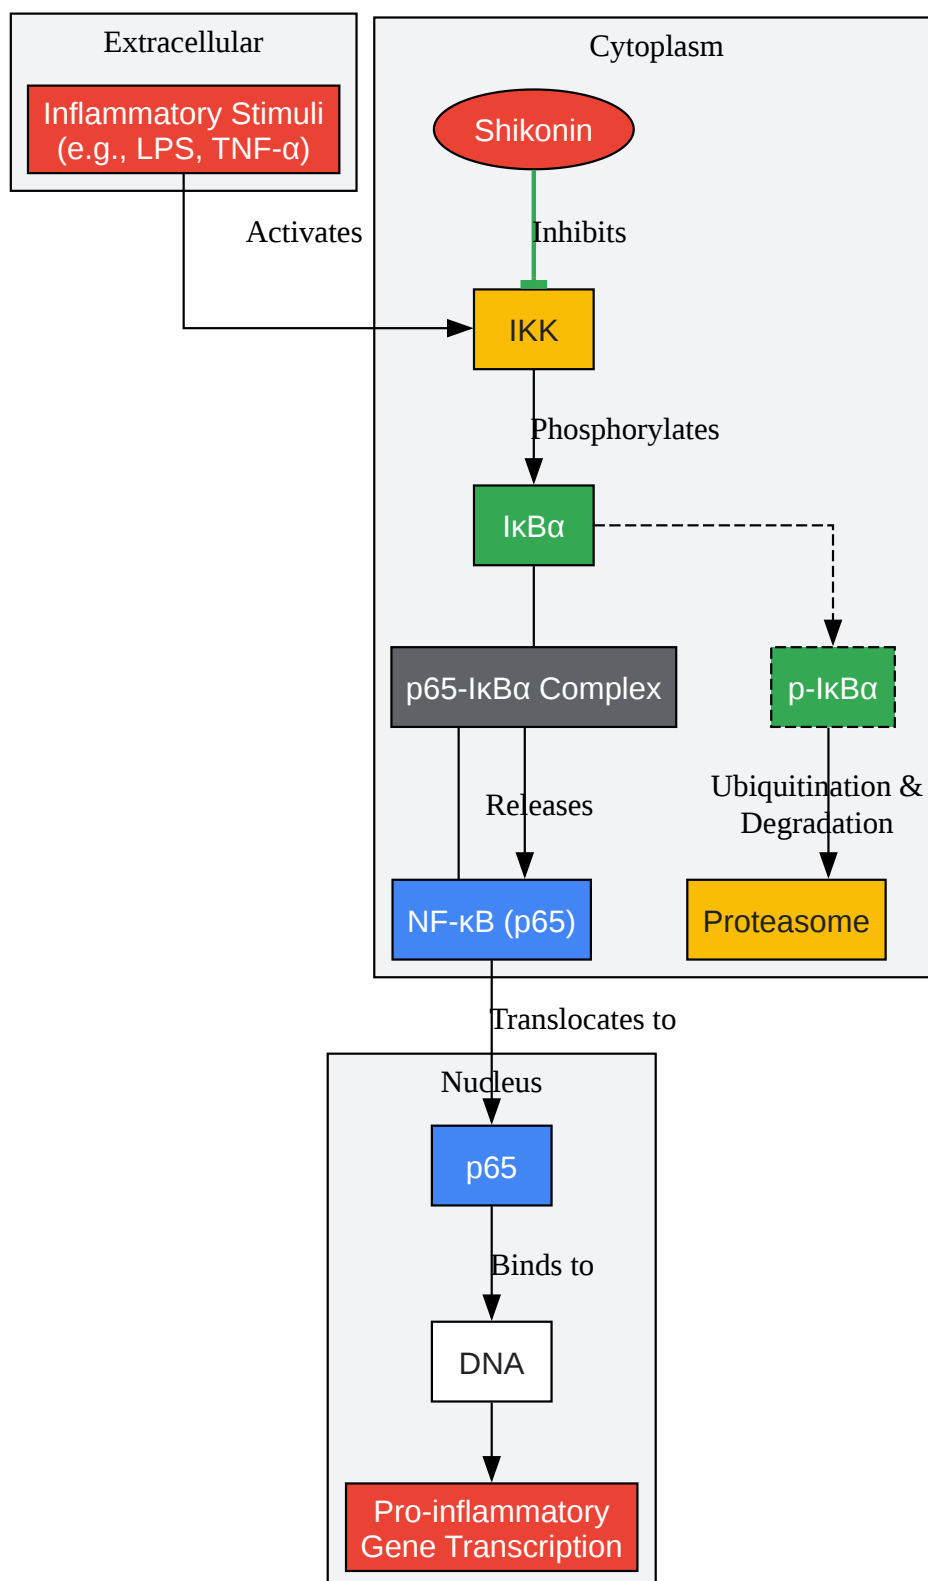 Extracellular
Inflammatory Stimuli
(e.g., LPS, TNF-α)
Cytoplasm
Shikonin
Activates
Inhibits
IKK
Phosphorylates
IκBα
p65-IκBα Complex
p-IκBα
Releases
Ubiquitination &
Degradation
NF-κB (p65)
Proteasome
Translocates to
Nucleus
p65
Binds to
DNA
Pro-inflammatory
Gene Transcription